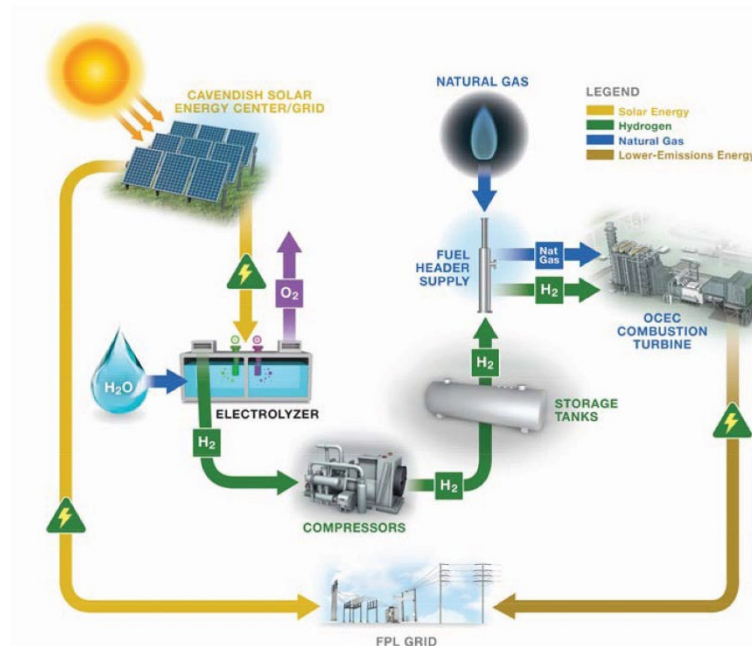 CAVENDISH SOLAR
ENERGY CENTER/GRID
NATURAL GAS
LEGEND
Solar Energy
Hydrogen
Natural Gas
Lower-Emissions Energy
O₂
FUEL
HEADER
SUPPLY
Nat
Gas
H₂
OCEC
COMBUSTION
TURBINE
H₂O
ELECTROLYZER
H₂
STORAGE
TANKS
H₂
H₂
COMPRESSORS
FPL GRID